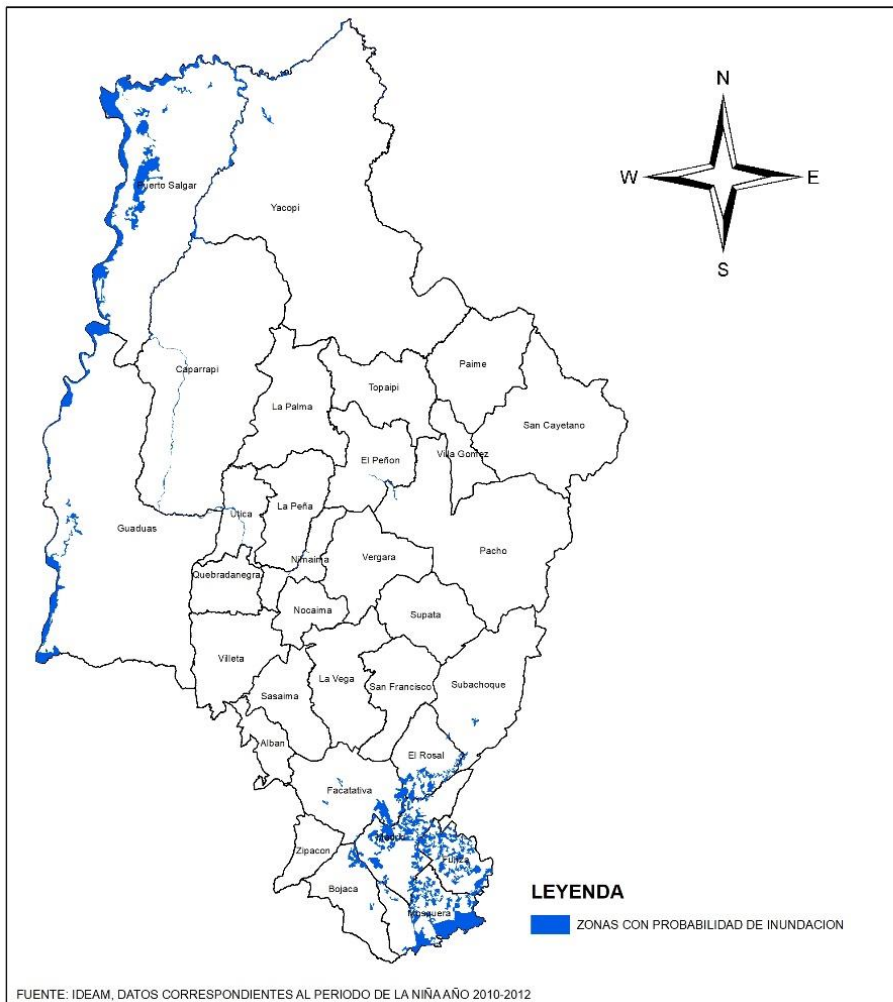 N
W E
S
Puerto Salgar
Yacopi
Paime
Caparrapi
Topaipi
La Palma
San Cayetano
Villa Gomez
El Peñon
La Peña
Utica
Guaduas
Pacho
Vergara
Nimaima
Quebradanegra
Nocaima
Supata
Villeta
La Vega
San Francisco
Subachoque
Sasaima
Alban
El Rosal
Facatativa
Zipacon
Funza
Bojaca
Mosquera
LEYENDA
ZONAS CON PROBABILIDAD DE INUNDACION
FUENTE: IDEAM, DATOS CORRESPONDIENTES AL PERIODO DE LA NIÑA AÑO 2010-2012